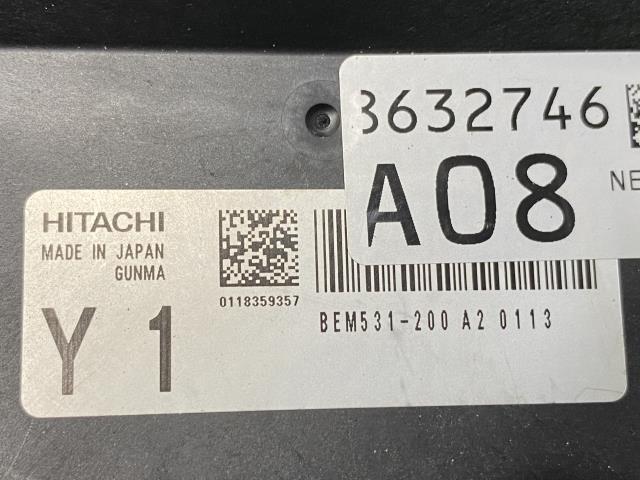 3632746
A08
NE
HITACHI
MADE IN JAPAN
GUNMA
Y 1
0118359357
BEM531-200 A2 0113